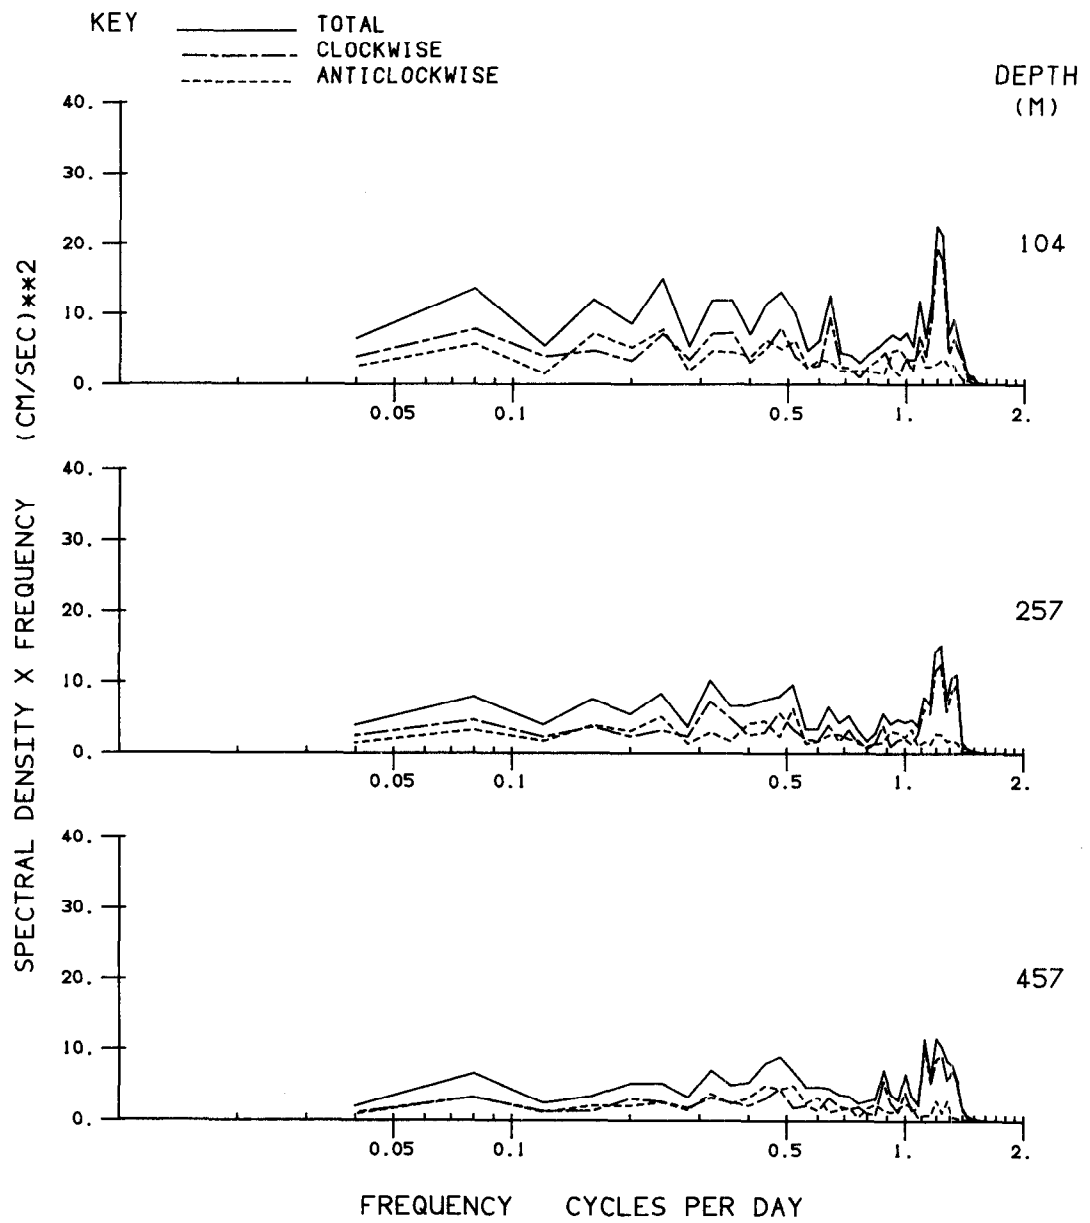 KEY
TOTAL
CLOCKWISE
ANTICLOCKWISE
DEPTH
(M)
SPECTRAL DENSITY X FREQUENCY (CM/SEC)**2
40.
30.
20.
10.
0.
104
0.05 0.1 0.5 1. 2.
40.
30.
20.
10.
0.
257
0.05 0.1 0.5 1. 2.
40.
30.
20.
10.
0.
457
0.05 0.1 0.5 1. 2.
FREQUENCY CYCLES PER DAY